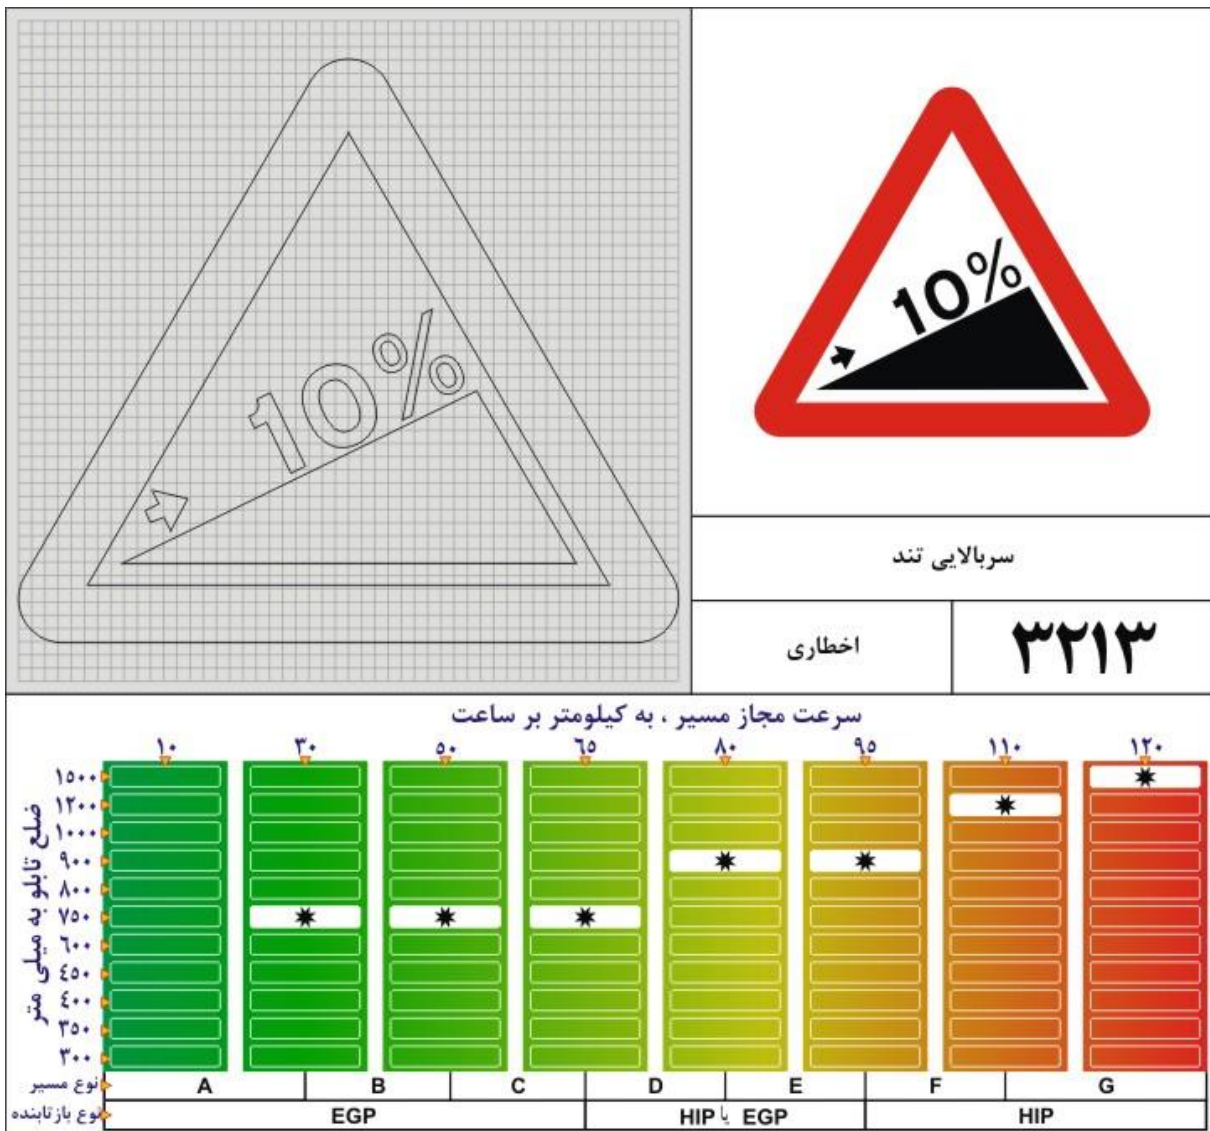 10%
10%
سربالایی تند
اخطاری
۳۲۱۳
سرعت مجاز مسیر ، به کیلومتر بر ساعت
۱۰ ۳۰ ۵۰ ۶۵ ۸۰ ۹۵ ۱۱۰ ۱۲۰
ضلع تابلو به میلی متر
۱۵۰۰
۱۲۰۰
۱۰۰۰
۹۰۰
۸۰۰
۷۵۰
۶۰۰
۴۵۰
۴۰۰
۳۵۰
۳۰۰
نوع مسیر
A B C D E F G
نوع بازتابنده
EGP
HIP یا EGP
HIP